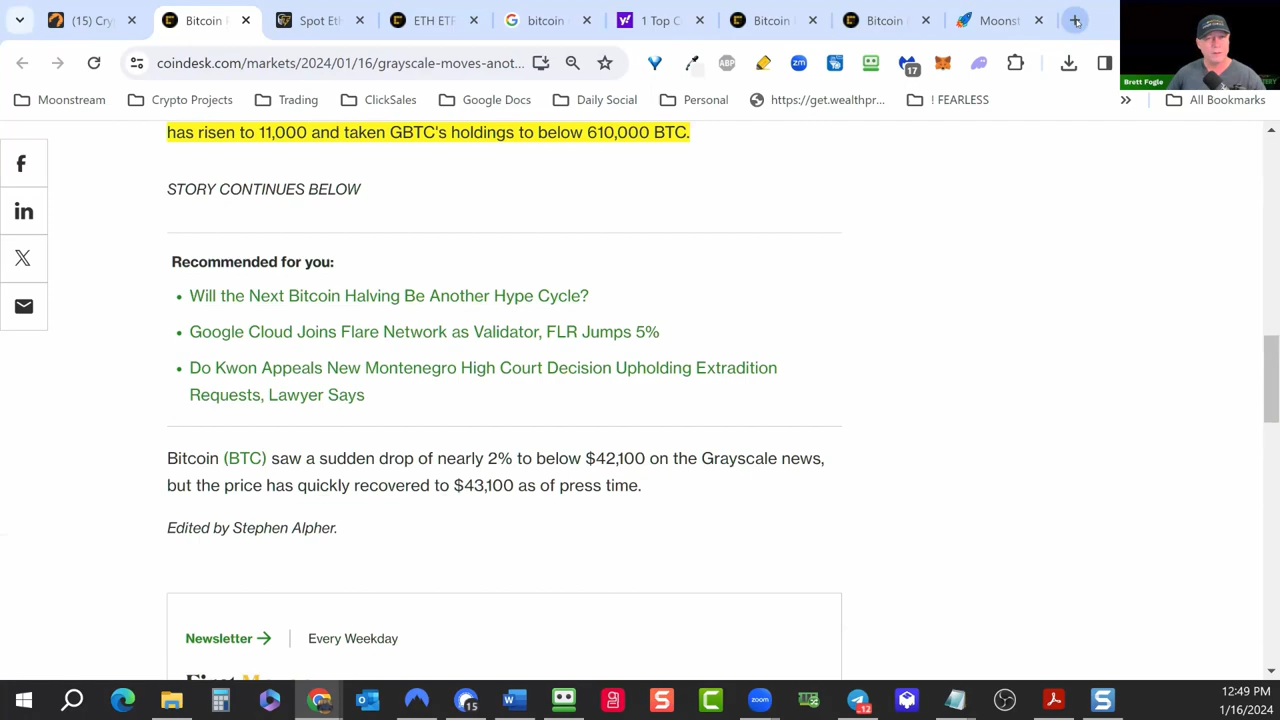 (15) Cry
Bitcoin
Spot Eth
ETH ETF
bitcoin
1 Top C
Bitcoin
Bitcoin
Moonst
coindesk.com/markets/2024/01/16/grayscale-moves-anot...
ABP
zm
17
Moonstream
Crypto Projects
Trading
ClickSales
Google Docs
Daily Social
Personal
https://get.wealthpr...
! FEARLESS
All Bookmarks
Brett Fogle
has risen to 11,000 and taken GBTC's holdings to below 610,000 BTC.
STORY CONTINUES BELOW
Recommended for you:
• Will the Next Bitcoin Halving Be Another Hype Cycle?
• Google Cloud Joins Flare Network as Validator, FLR Jumps 5%
• Do Kwon Appeals New Montenegro High Court Decision Upholding Extradition
Requests, Lawyer Says
Bitcoin (BTC) saw a sudden drop of nearly 2% to below $42,100 on the Grayscale news,
but the price has quickly recovered to $43,100 as of press time.
Edited by Stephen Alpher.
Newsletter → | Every Weekday
15
zoom
12
12:49 PM
1/16/2024